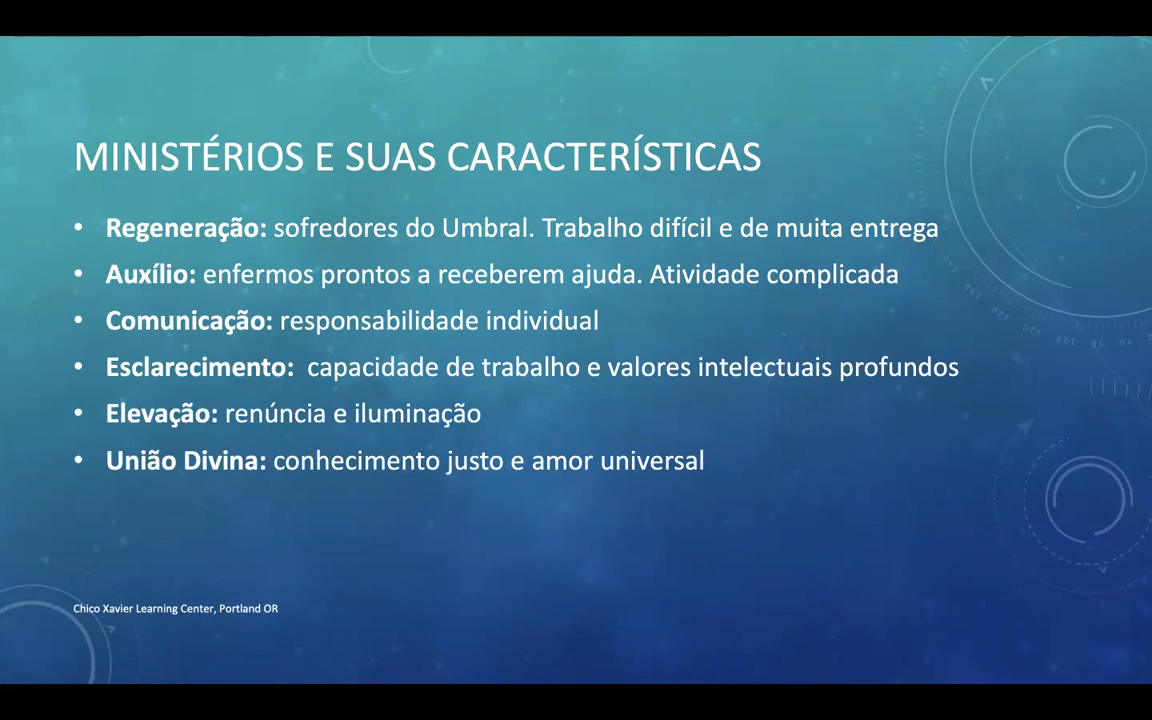 MINISTÉRIOS E SUAS CARACTERÍSTICAS
• Regeneração: sofredores do Umbral. Trabalho difícil e de muita entrega
• Auxílio: enfermos prontos a receberem ajuda. Atividade complicada
• Comunicação: responsabilidade individual
• Esclarecimento:  capacidade de trabalho e valores intelectuais profundos
• Elevação: renúncia e iluminação
• União Divina: conhecimento justo e amor universal
Chico Xavier Learning Center, Portland OR